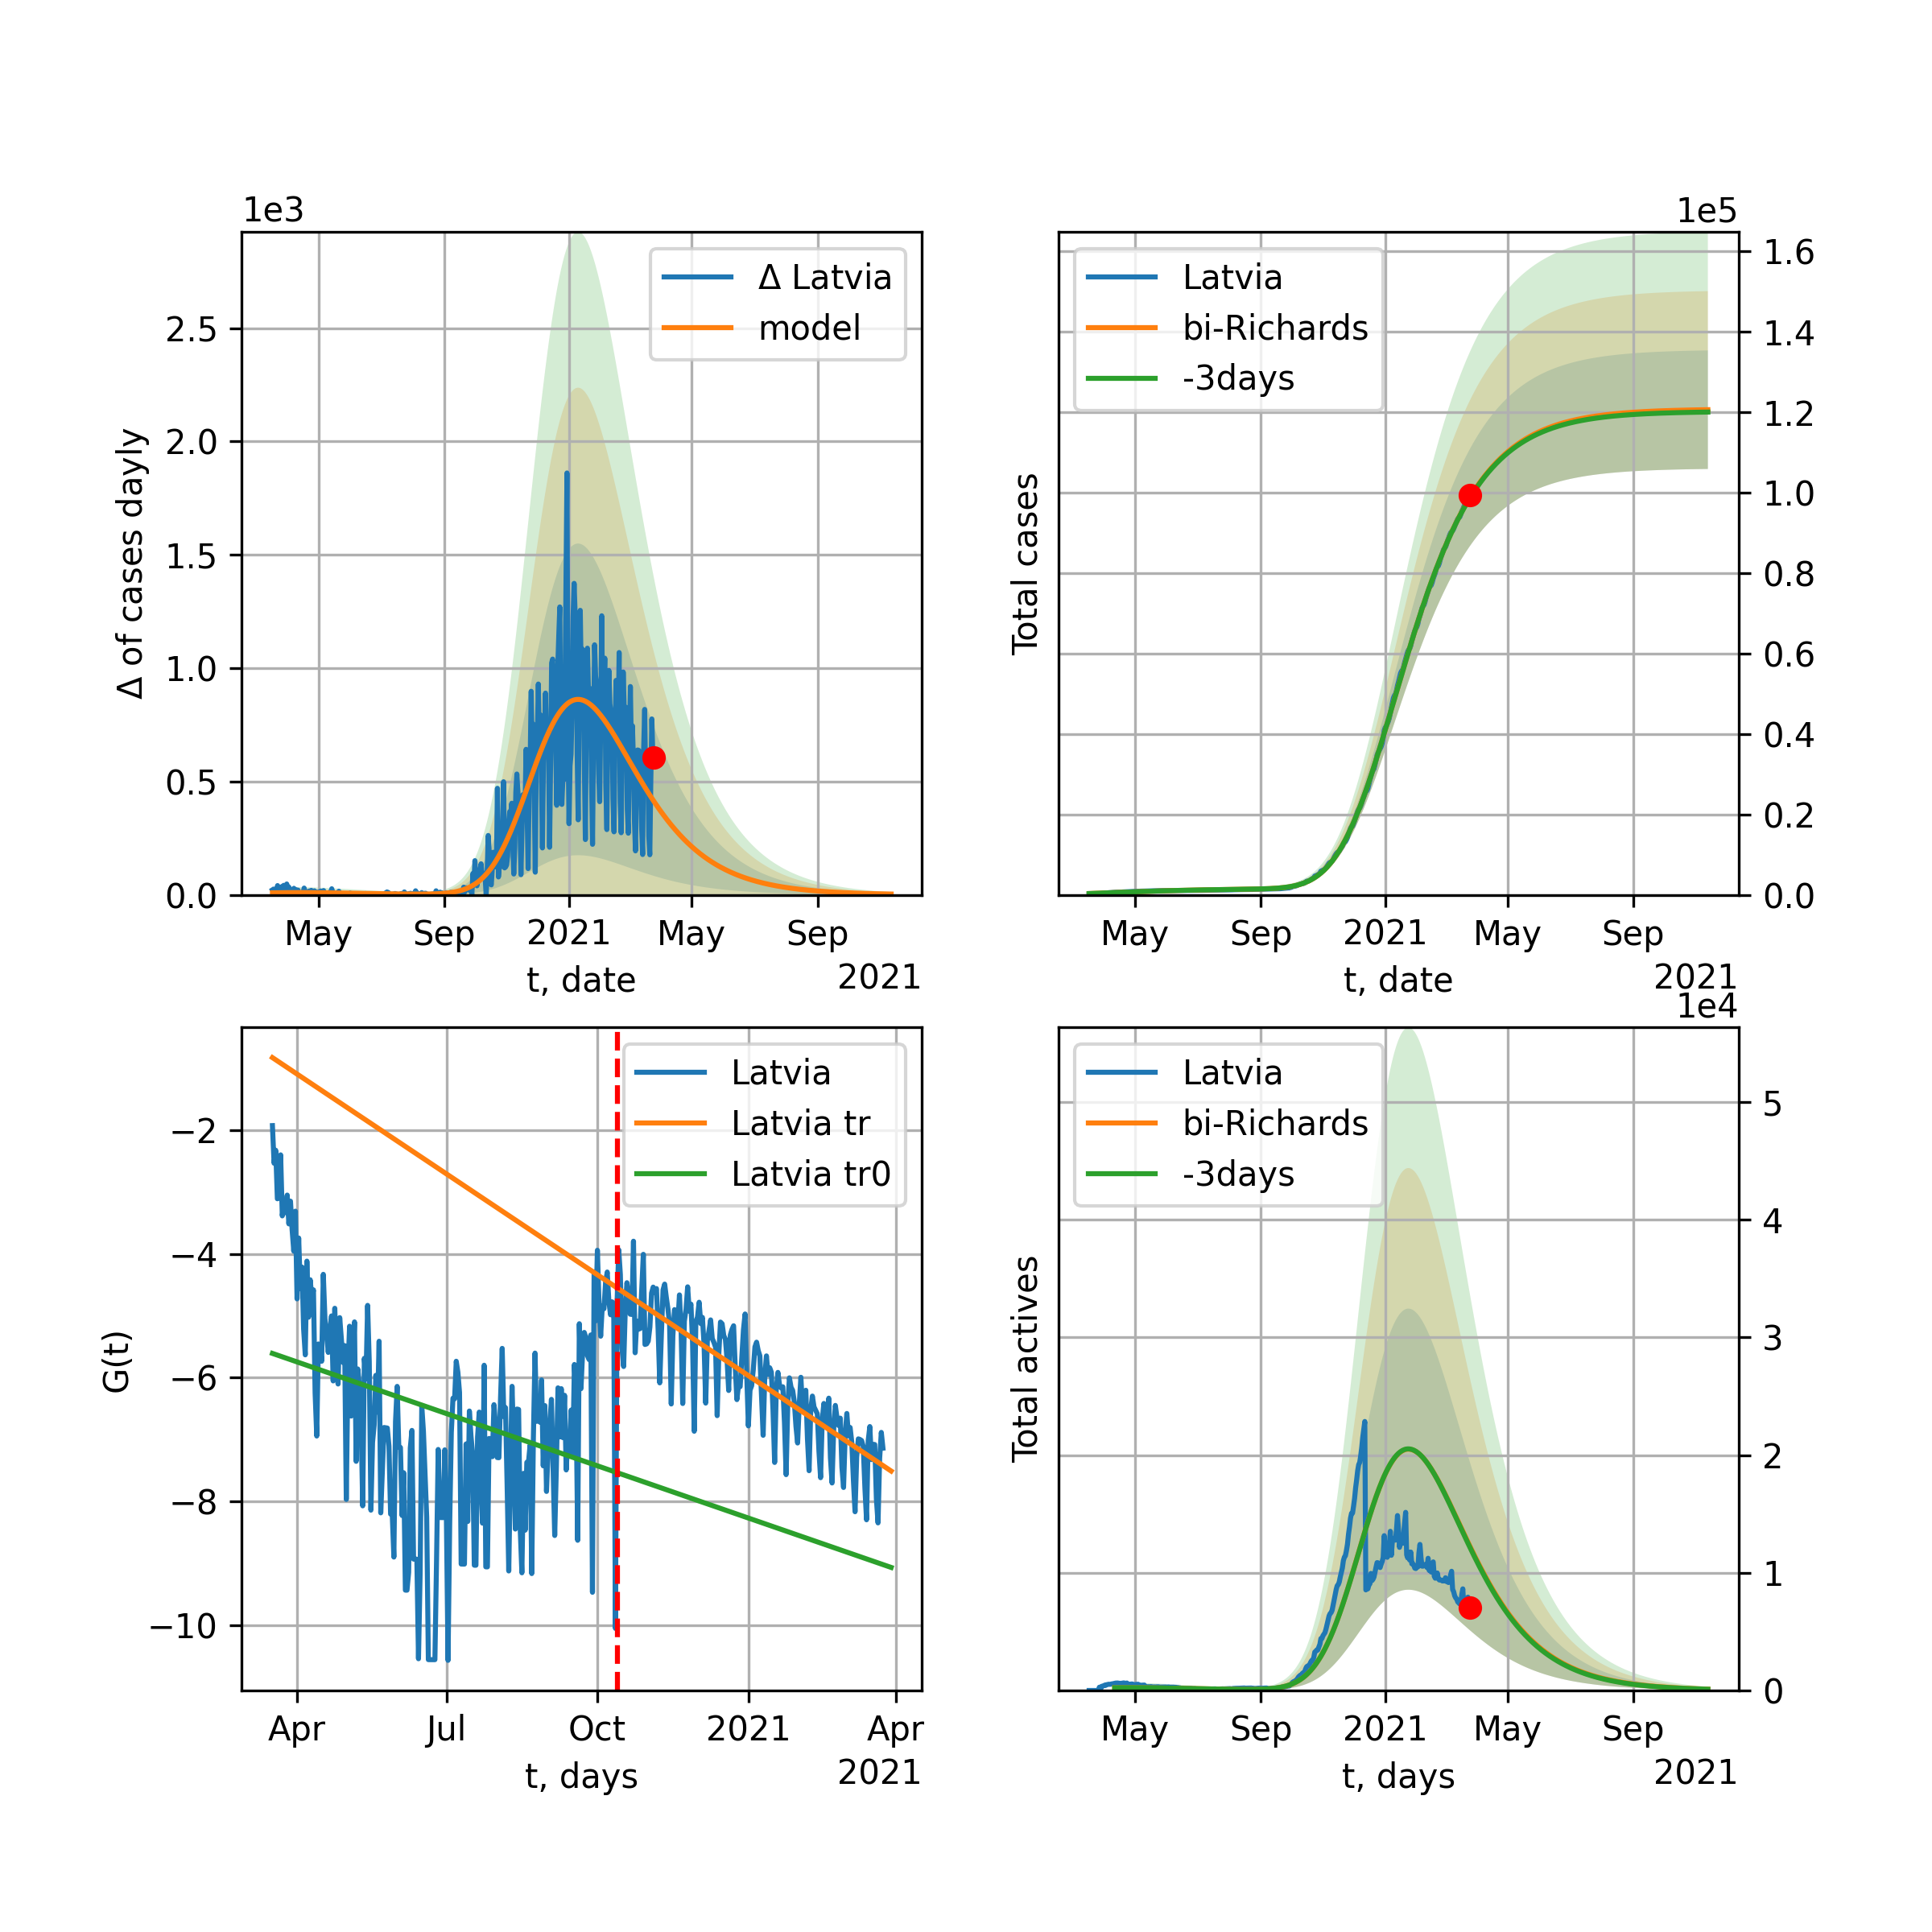 1e3
Δ Latvia
model
Δ of cases dayly
2.5
2.0
1.5
1.0
0.5
0.0
May Sep 2021 May Sep
t, date
2021
1e5
Latvia
bi-Richards
-3days
Total cases
1.6
1.4
1.2
1.0
0.8
0.6
0.4
0.2
0.0
May Sep 2021 May Sep
t, date
2021
Latvia
Latvia tr
Latvia tr0
G(t)
−2
−4
−6
−8
−10
Apr Jul Oct 2021 Apr
t, days
2021
1e4
Latvia
bi-Richards
-3days
Total actives
5
4
3
2
1
0
May Sep 2021 May Sep
t, days
2021